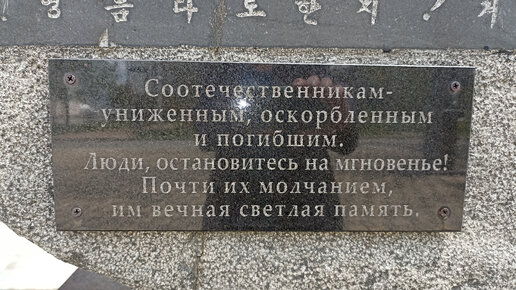 Соотечественникам-
униженным, оскорбленным
и погибшим.
Люди, остановитесь на мгновенье!
Почти их молчанием,
им вечная светлая память.